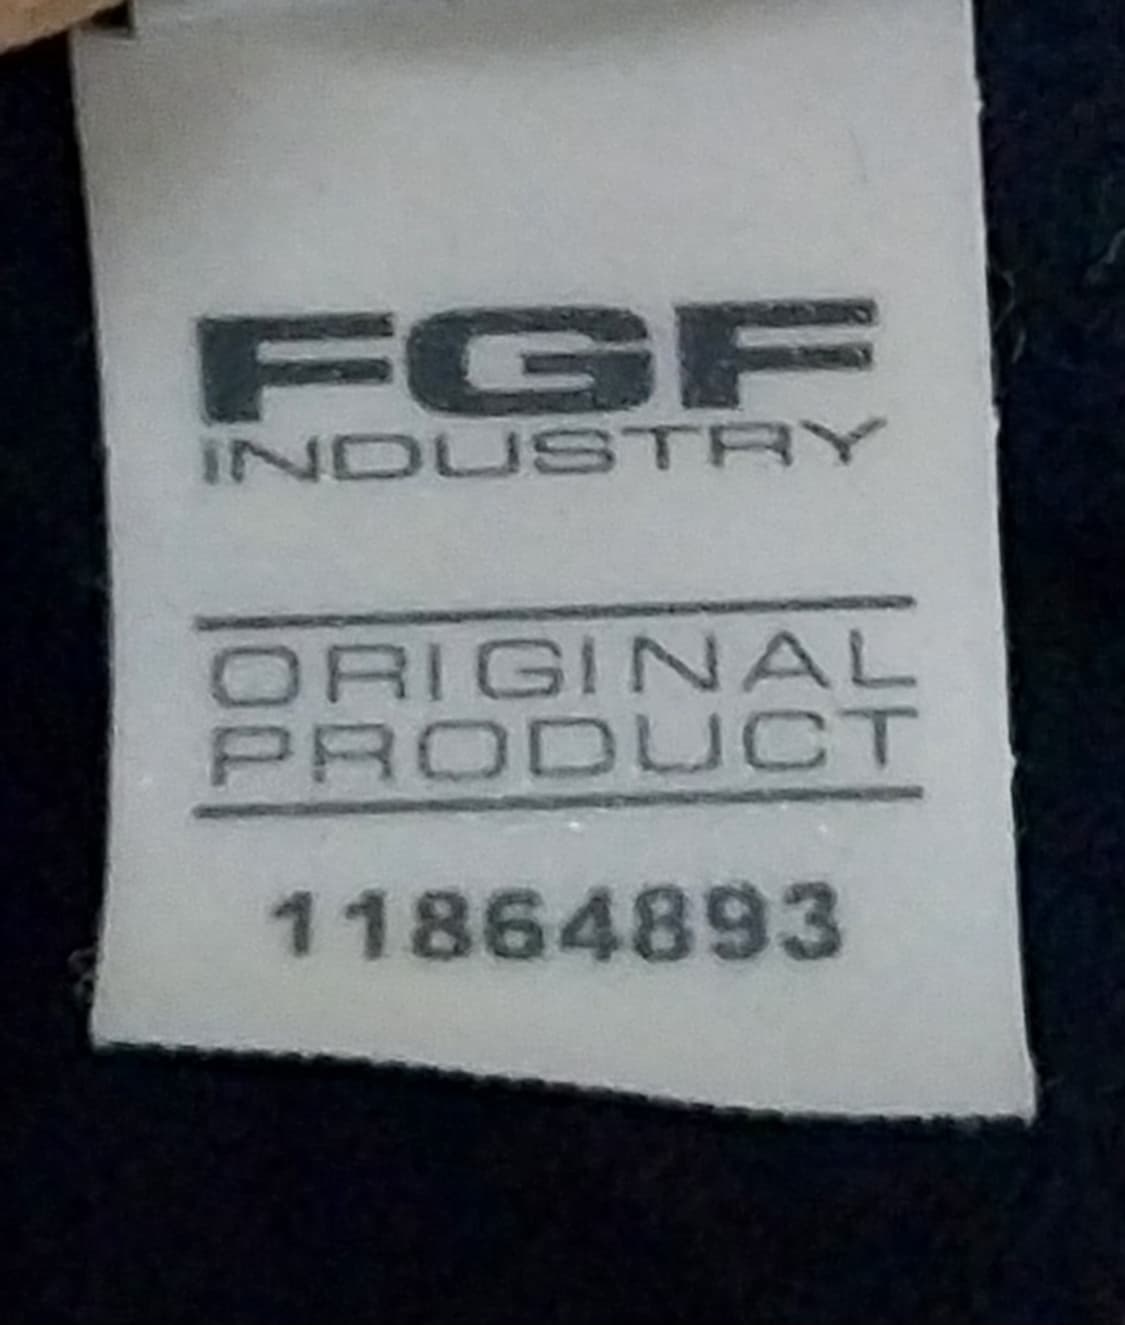 FGF
INDUSTRY
ORIGINAL
PRODUCT
11864893